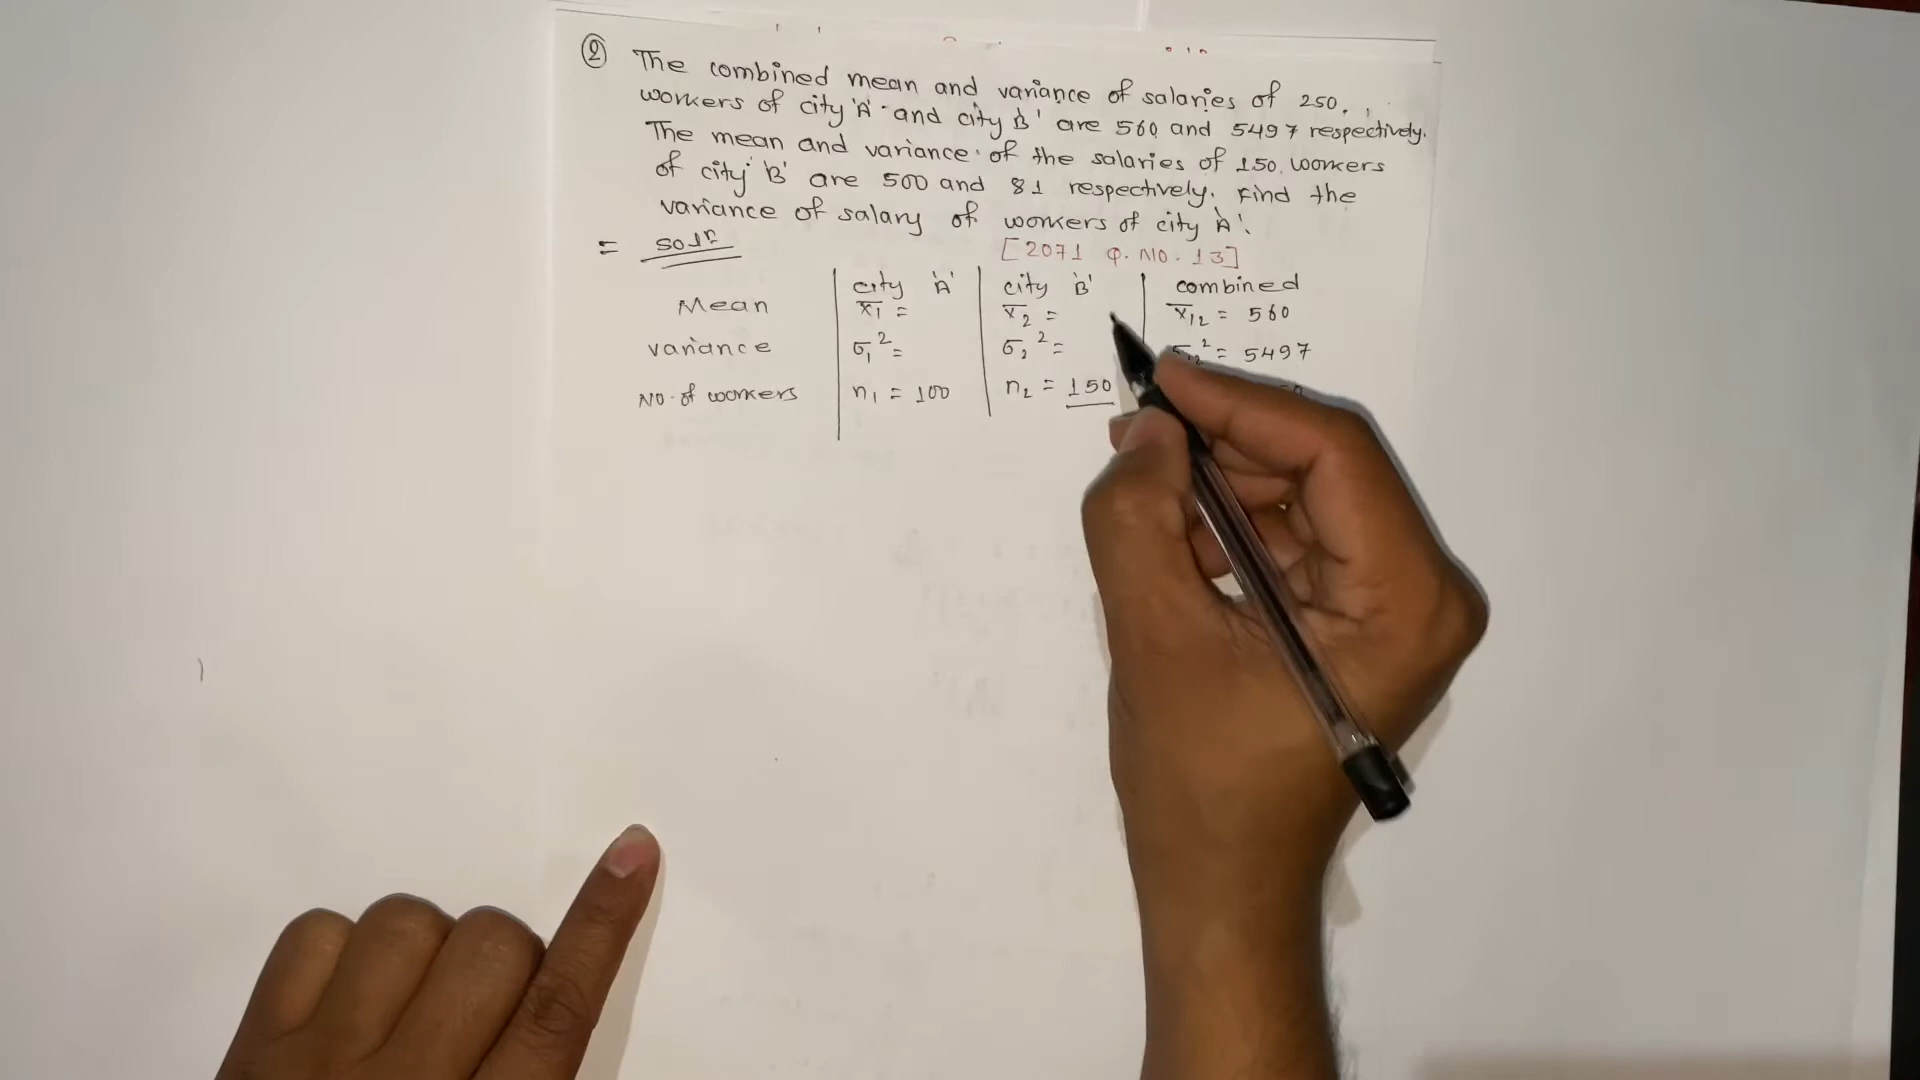 ② The combined mean and variance of salaries of 250.
workers of city 'A' and city 'B' are 560 and 5497 respectively.
The mean and variance of the salaries of 150 workers
of city 'B' are 500 and 81 respectively. Find the
variance of salary of workers of city 'A'.
= Solⁿ
[2071 Q. NO. 13]
city 'A' city 'B' combined
Mean x̄₁ = x̄₂ = x̄₁₂ = 560
variance σ₁² = σ₂² = ² = 5497
NO. of workers n₁ = 100 n₂ = 150